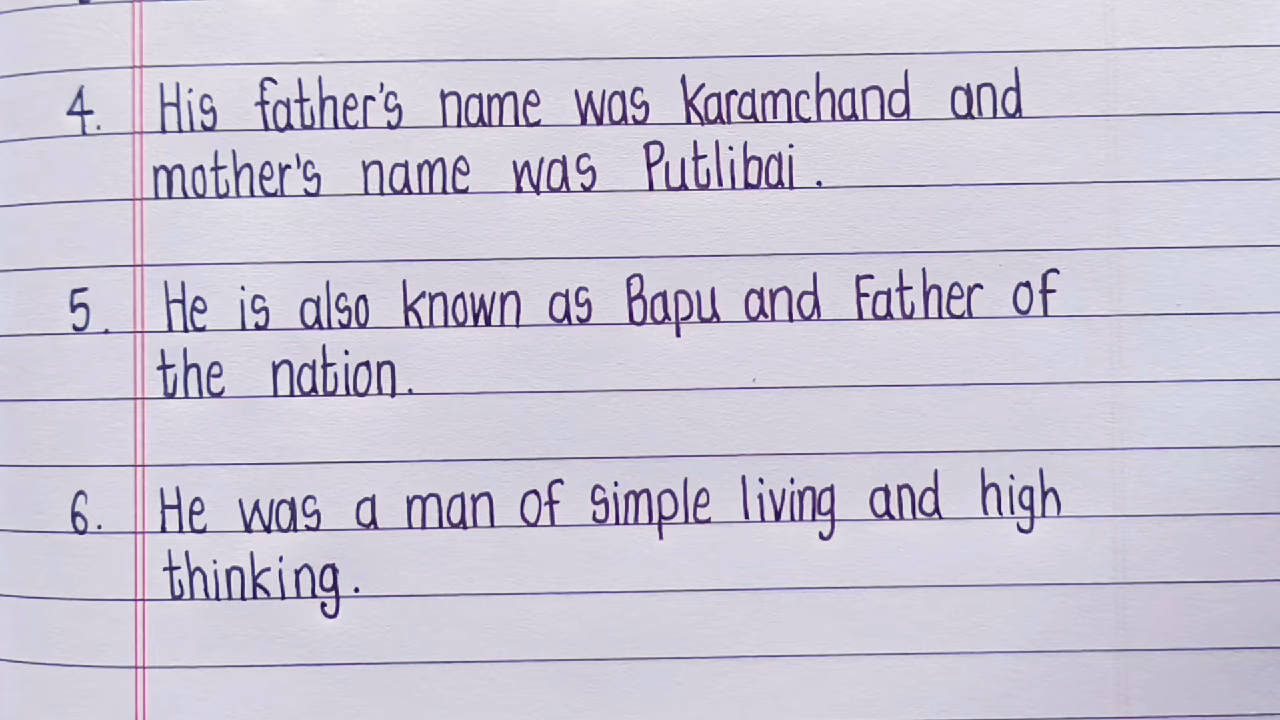 4. His father's name was Karamchand and
mother's name was Putlibai.
5. He is also known as Bapu and Father of
the nation.
6. He was a man of simple living and high
thinking.